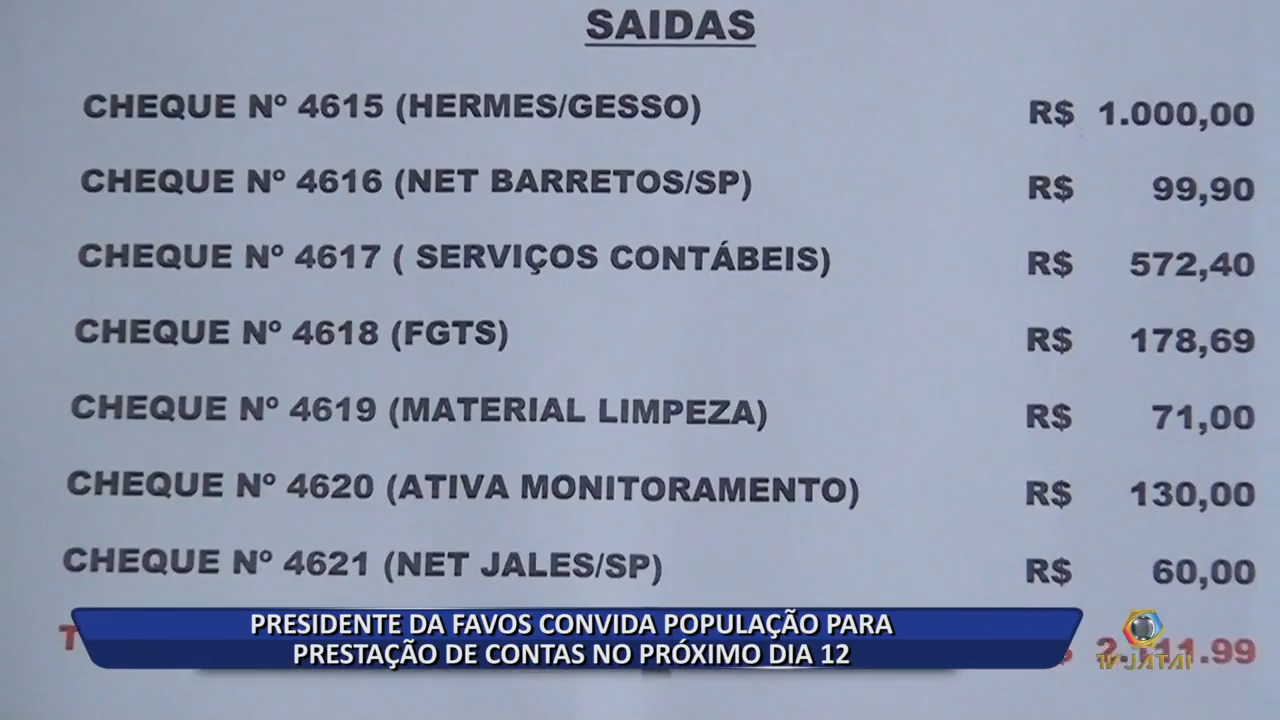 SAIDAS
CHEQUE Nº 4615 (HERMES/GESSO) R$ 1.000,00
CHEQUE Nº 4616 (NET BARRETOS/SP) R$ 99,90
CHEQUE Nº 4617 ( SERVIÇOS CONTÁBEIS) R$ 572,40
CHEQUE Nº 4618 (FGTS) R$ 178,69
CHEQUE Nº 4619 (MATERIAL LIMPEZA) R$ 71,00
CHEQUE Nº 4620 (ATIVA MONITORAMENTO) R$ 130,00
CHEQUE Nº 4621 (NET JALES/SP) R$ 60,00
PRESIDENTE DA FAVOS CONVIDA POPULAÇÃO PARA
PRESTAÇÃO DE CONTAS NO PRÓXIMO DIA 12
TV JATAI